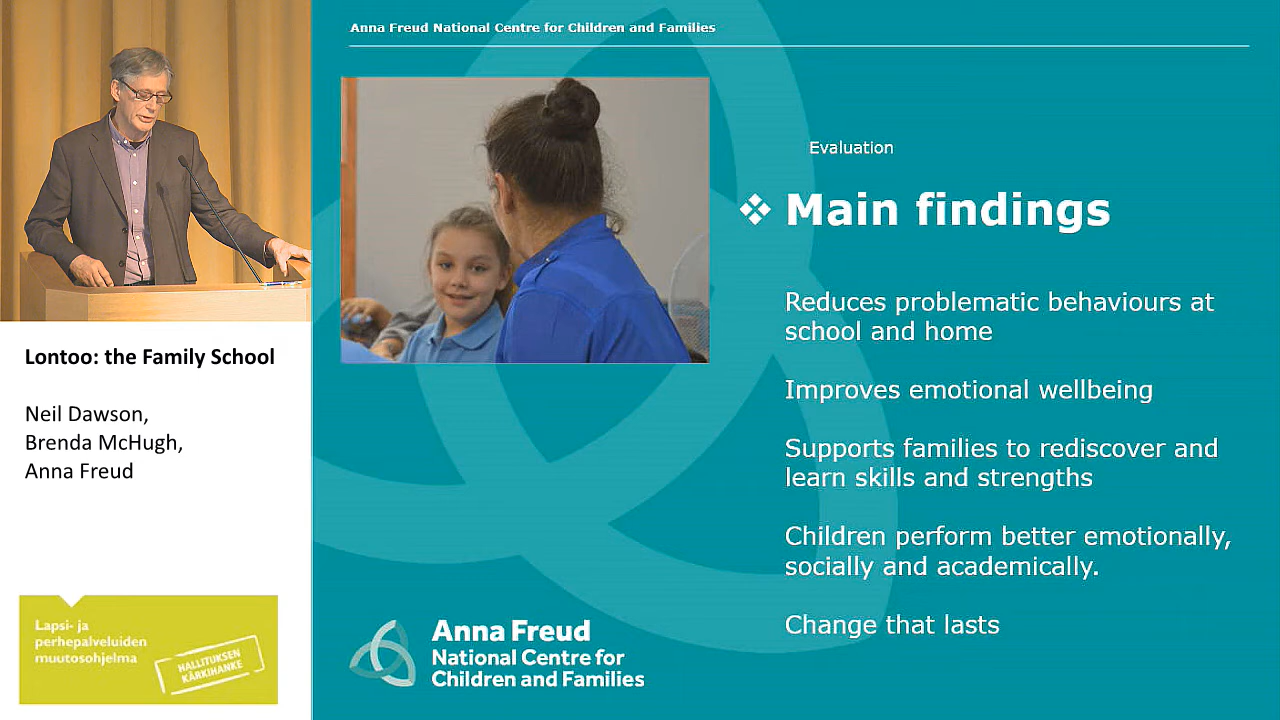 Lontoo: the Family School
Neil Dawson,
Brenda McHugh,
Anna Freud
Lapsi- ja
perhepalveluiden
muutosohjelma
HALLITUKSEN
KÄRKIHANKE
Anna Freud National Centre for Children and Families
Evaluation
Main findings
Reduces problematic behaviours at
school and home
Improves emotional wellbeing
Supports families to rediscover and
learn skills and strengths
Children perform better emotionally,
socially and academically.
Change that lasts
Anna Freud
National Centre for
Children and Families